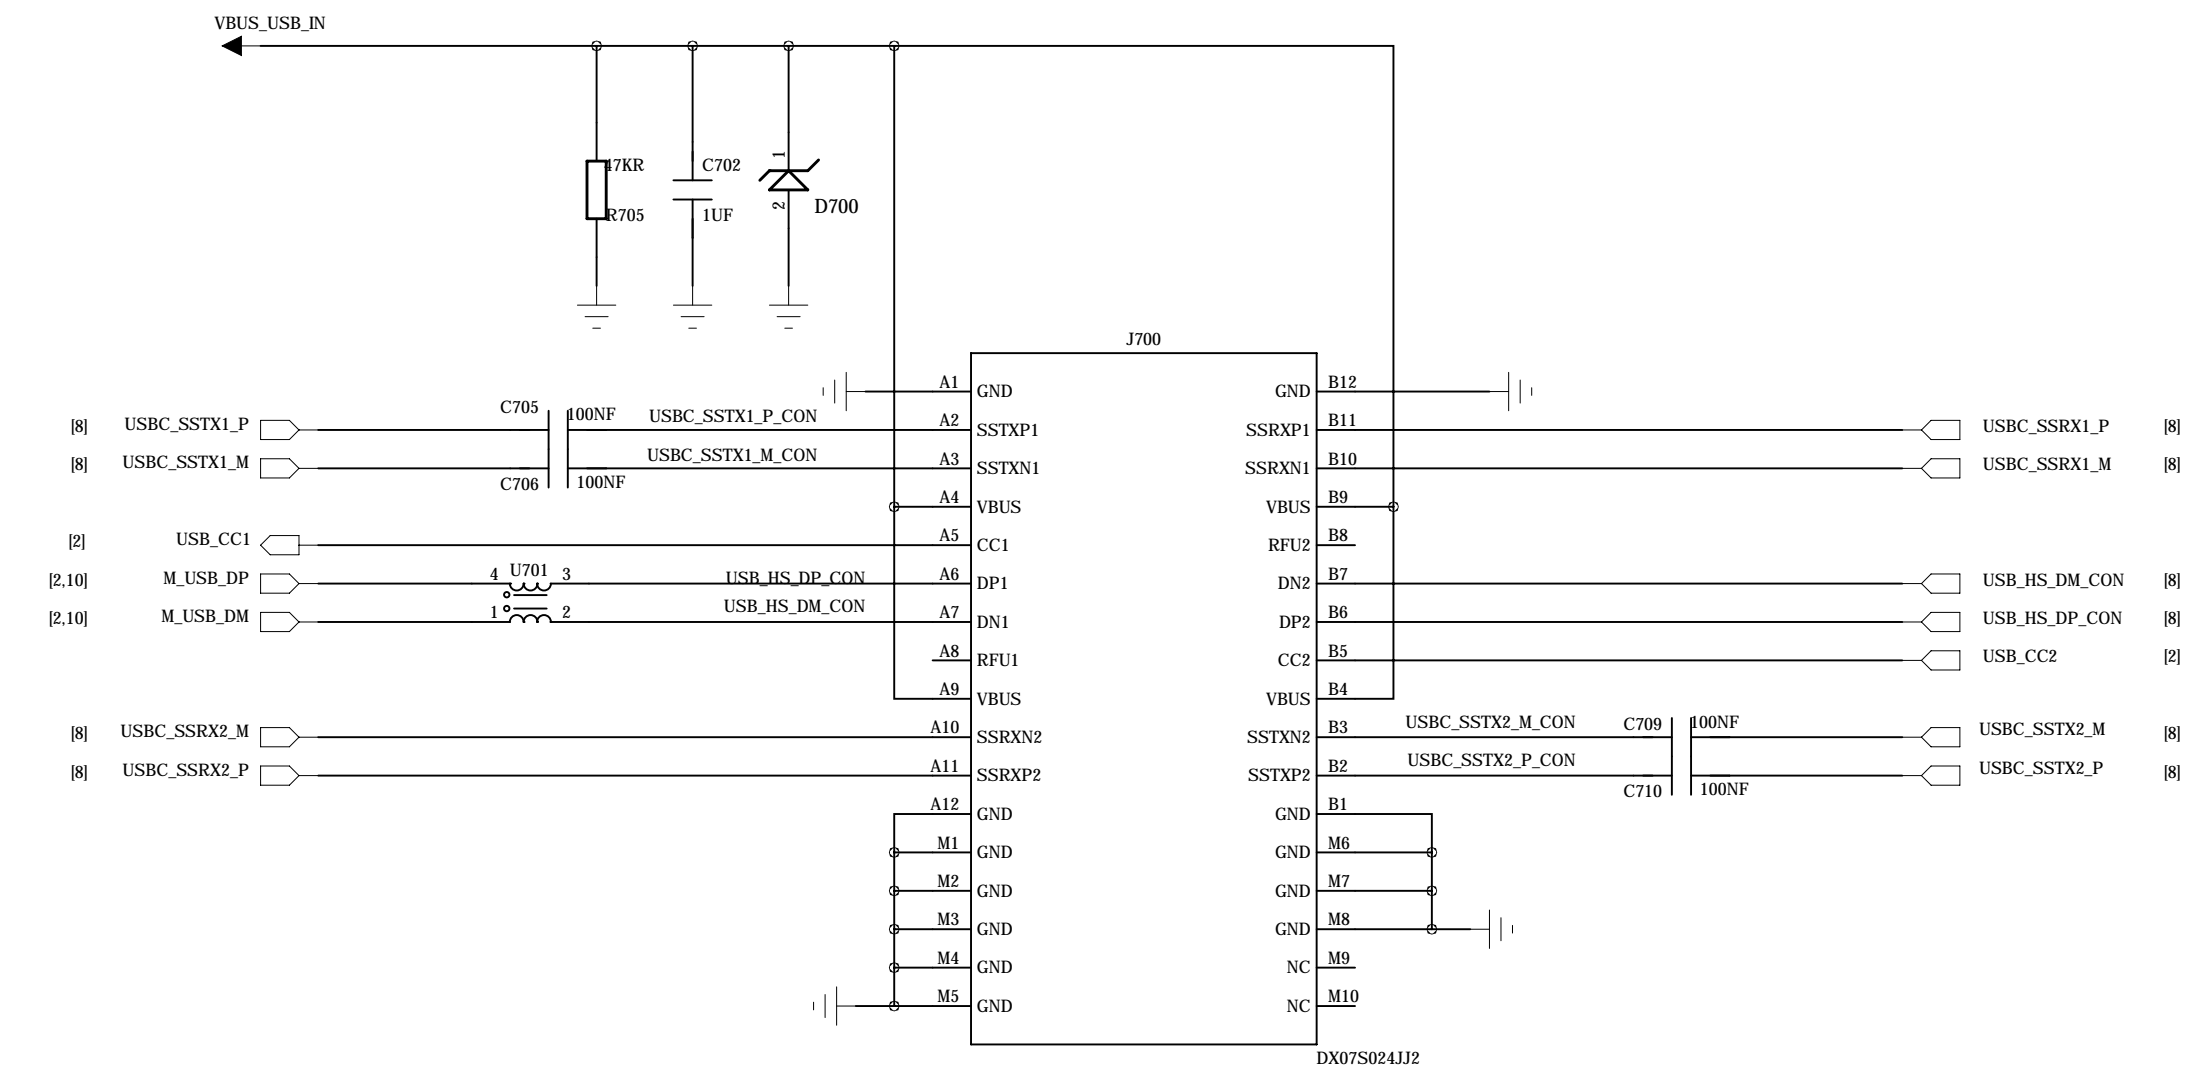 VBUS_USB_IN
47KR
R705
C702
1UF
1
2
D700
J700
A1 GND
GND B12
[8] USBC_SSTX1_P
C705 100NF
USBC_SSTX1_P_CON
A2 SSTXP1
SSRXP1 B11
USBC_SSRX1_P [8]
[8] USBC_SSTX1_M
C706 100NF
USBC_SSTX1_M_CON
A3 SSTXN1
SSRXN1 B10
USBC_SSRX1_M [8]
A4 VBUS
VBUS B9
[2] USB_CC1
A5 CC1
RFU2 B8
[2,10] M_USB_DP
4 U701 3
USB_HS_DP_CON
A6 DP1
DN2 B7
USB_HS_DM_CON [8]
[2,10] M_USB_DM
1 2
USB_HS_DM_CON
A7 DN1
DP2 B6
USB_HS_DP_CON [8]
A8 RFU1
CC2 B5
USB_CC2 [2]
A9 VBUS
VBUS B4
[8] USBC_SSRX2_M
A10 SSRXN2
SSTXN2 B3
USBC_SSTX2_M_CON
C709 100NF
USBC_SSTX2_M [8]
[8] USBC_SSRX2_P
A11 SSRXP2
SSTXP2 B2
USBC_SSTX2_P_CON
C710 100NF
USBC_SSTX2_P [8]
A12 GND
GND B1
M1 GND
GND M6
M2 GND
GND M7
M3 GND
GND M8
M4 GND
NC M9
M5 GND
NC M10
DX07S024JJ2